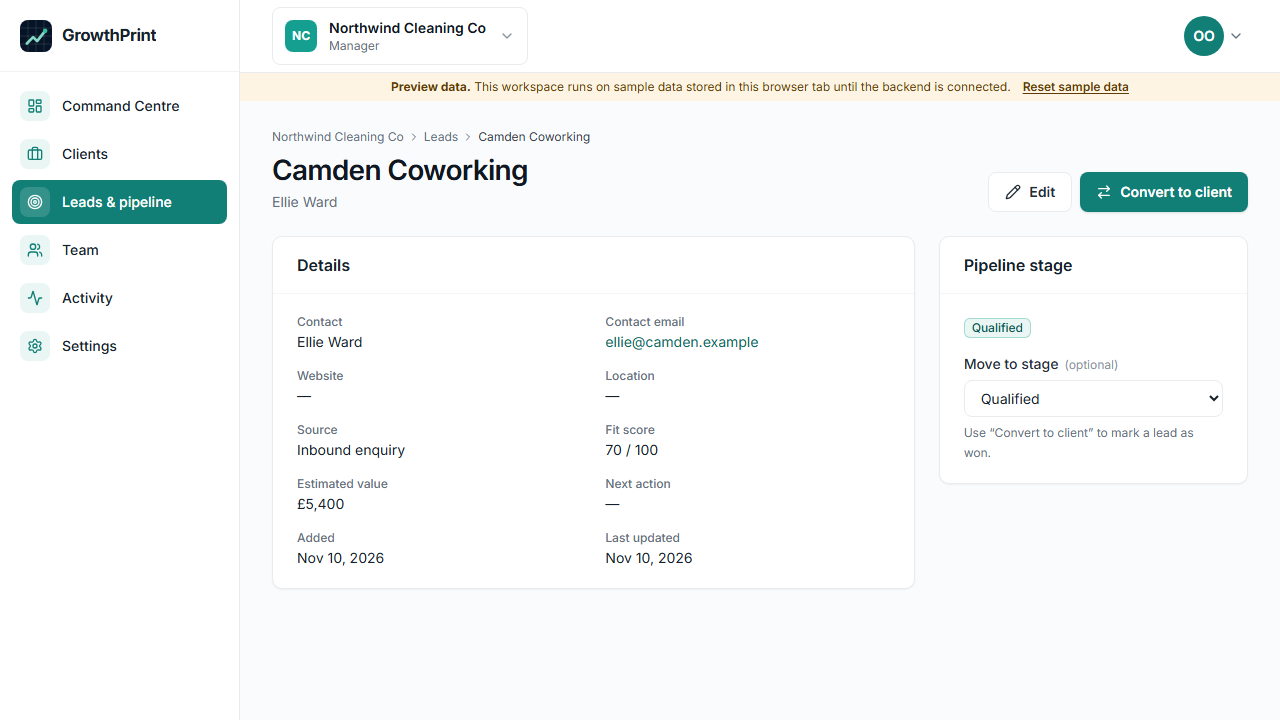 GrowthPrint
NC
Northwind Cleaning Co
Manager
OO
Preview data. This workspace runs on sample data stored in this browser tab until the backend is connected. Reset sample data
Command Centre
Clients
Leads & pipeline
Team
Activity
Settings
Northwind Cleaning Co > Leads > Camden Coworking
Camden Coworking
Ellie Ward
Edit
Convert to client
Details
Contact
Ellie Ward
Contact email
ellie@camden.example
Website
—
Location
—
Source
Inbound enquiry
Fit score
70 / 100
Estimated value
£5,400
Next action
—
Added
Nov 10, 2026
Last updated
Nov 10, 2026
Pipeline stage
Qualified
Move to stage (optional)
Qualified
Use “Convert to client” to mark a lead as
won.